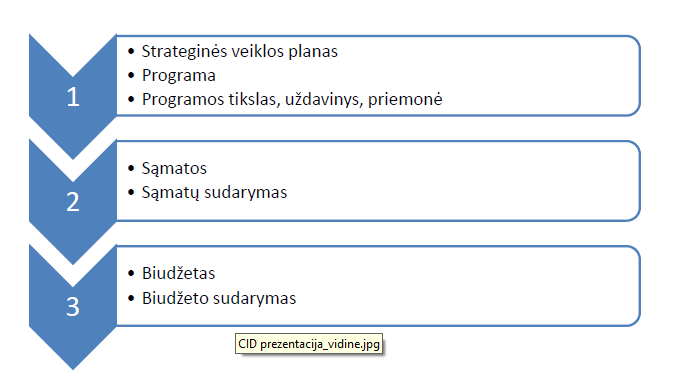 1
• Strateginės veiklos planas
• Programa
• Programos tikslas, uždavinys, priemonė
2
• Sąmatos
• Sąmatų sudarymas
3
• Biudžetas
• Biudžeto sudarymas
CID prezentacija_vidine.jpg